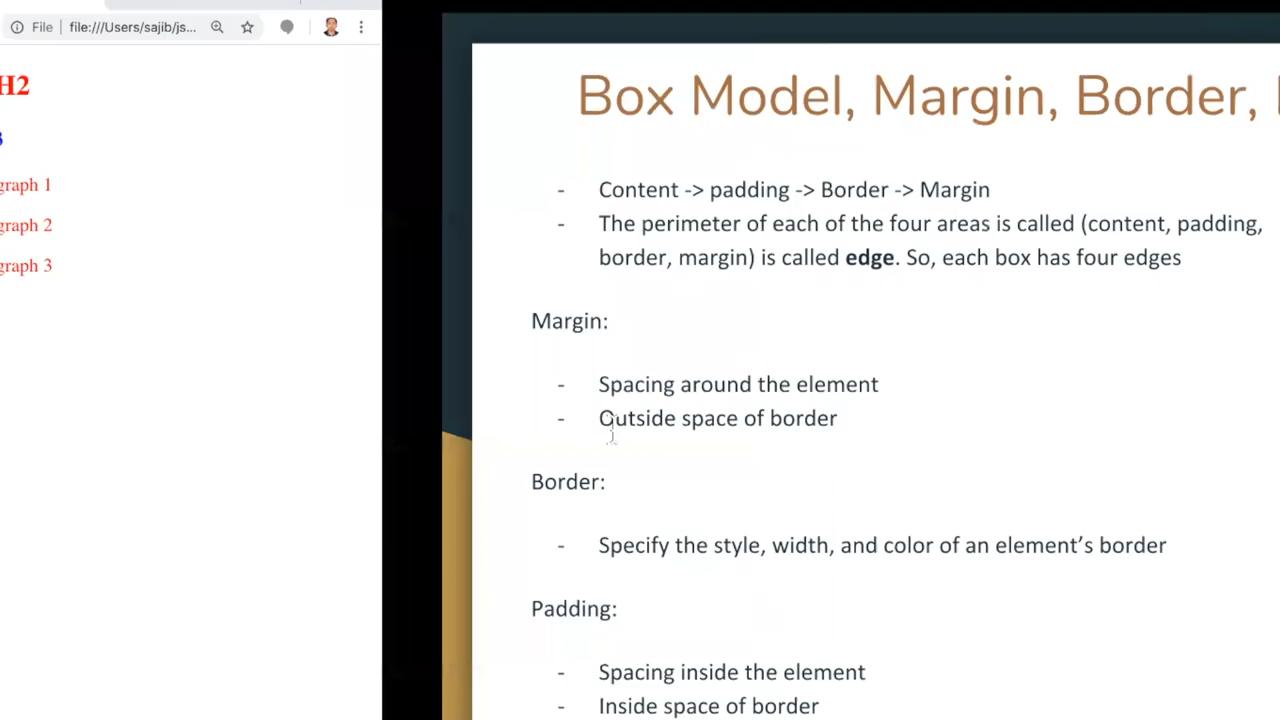 File
file:///Users/sajib/js...
H2
graph 1
graph 2
graph 3
Box Model, Margin, Border,
- Content -> padding -> Border -> Margin
- The perimeter of each of the four areas is called (content, padding,
border, margin) is called edge. So, each box has four edges
Margin:
- Spacing around the element
- Outside space of border
Border:
- Specify the style, width, and color of an element's border
Padding:
- Spacing inside the element
- Inside space of border